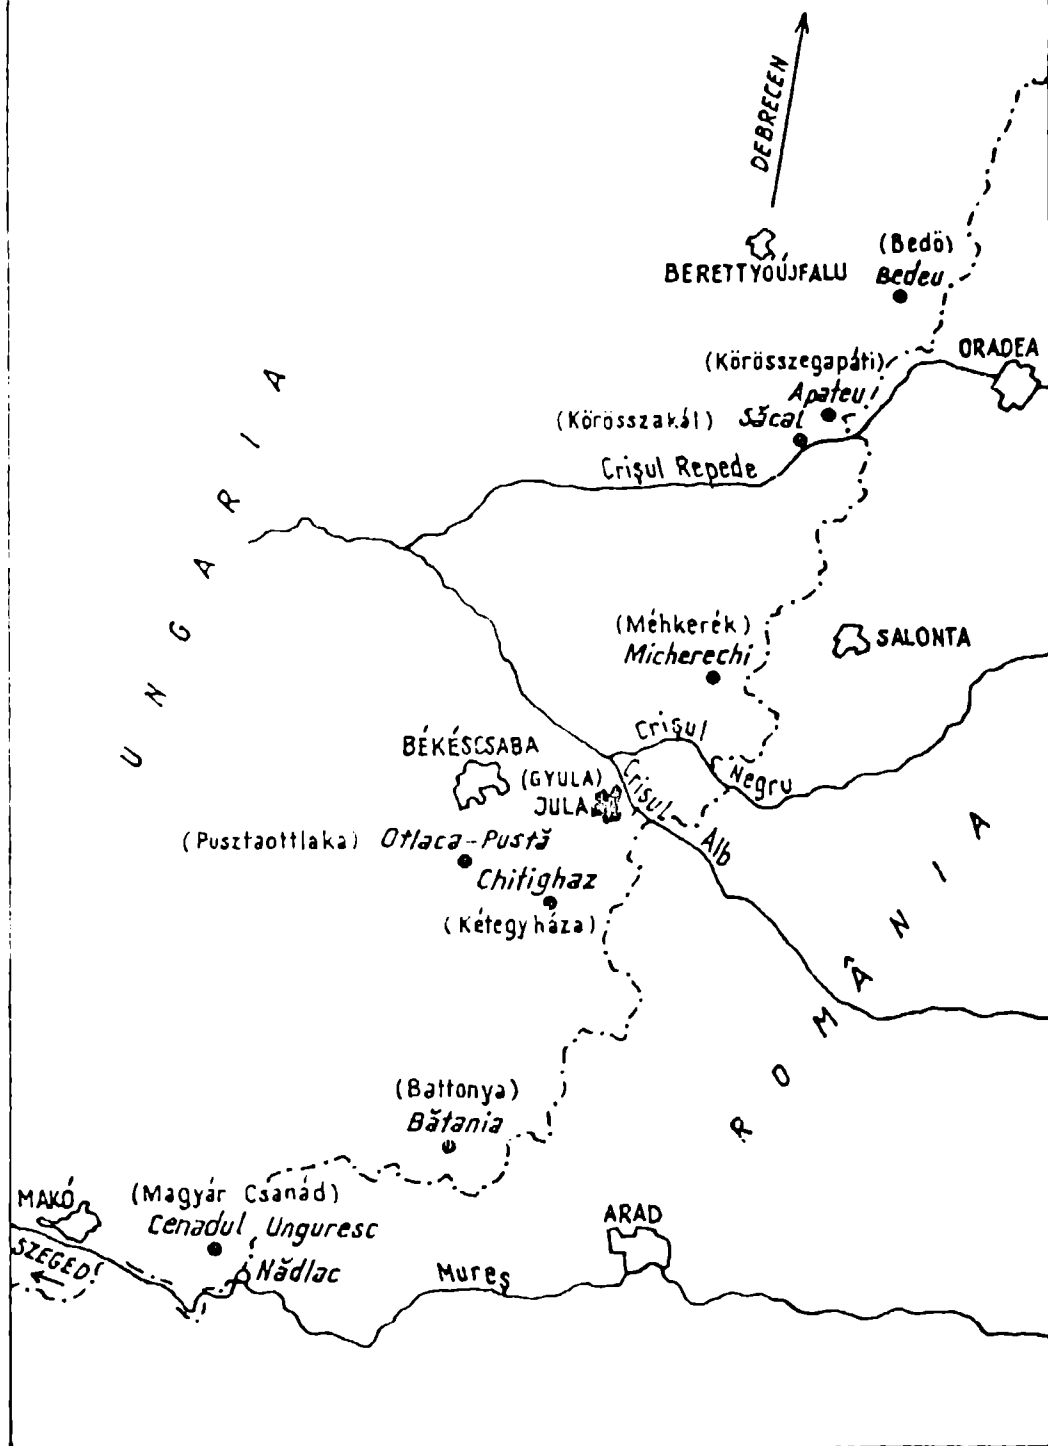 DEBRECEN
(Bedö)
BERETTYOÚJFALU
Bedeu
ORADEA
(Körösszegapáti)
Apateu
(Körösszakál) Săcal
Crişul Repede
UNGARIA
(Méhkerék)
Micherechi
SALONTA
Crişul
Negru
BÉKÉSCSABA
(GYULA)
JULA
Crişul
Alb
(Pusztaottlaka) Otlaca-Pustă
Chitighaz
(Kétegyháza)
ROMÂNIA
(Battonya)
Bătania
MAKÓ
(Magyár Csanád)
Cenadul Unguresc
ARAD
SZEGED
Nădlac
Mureş